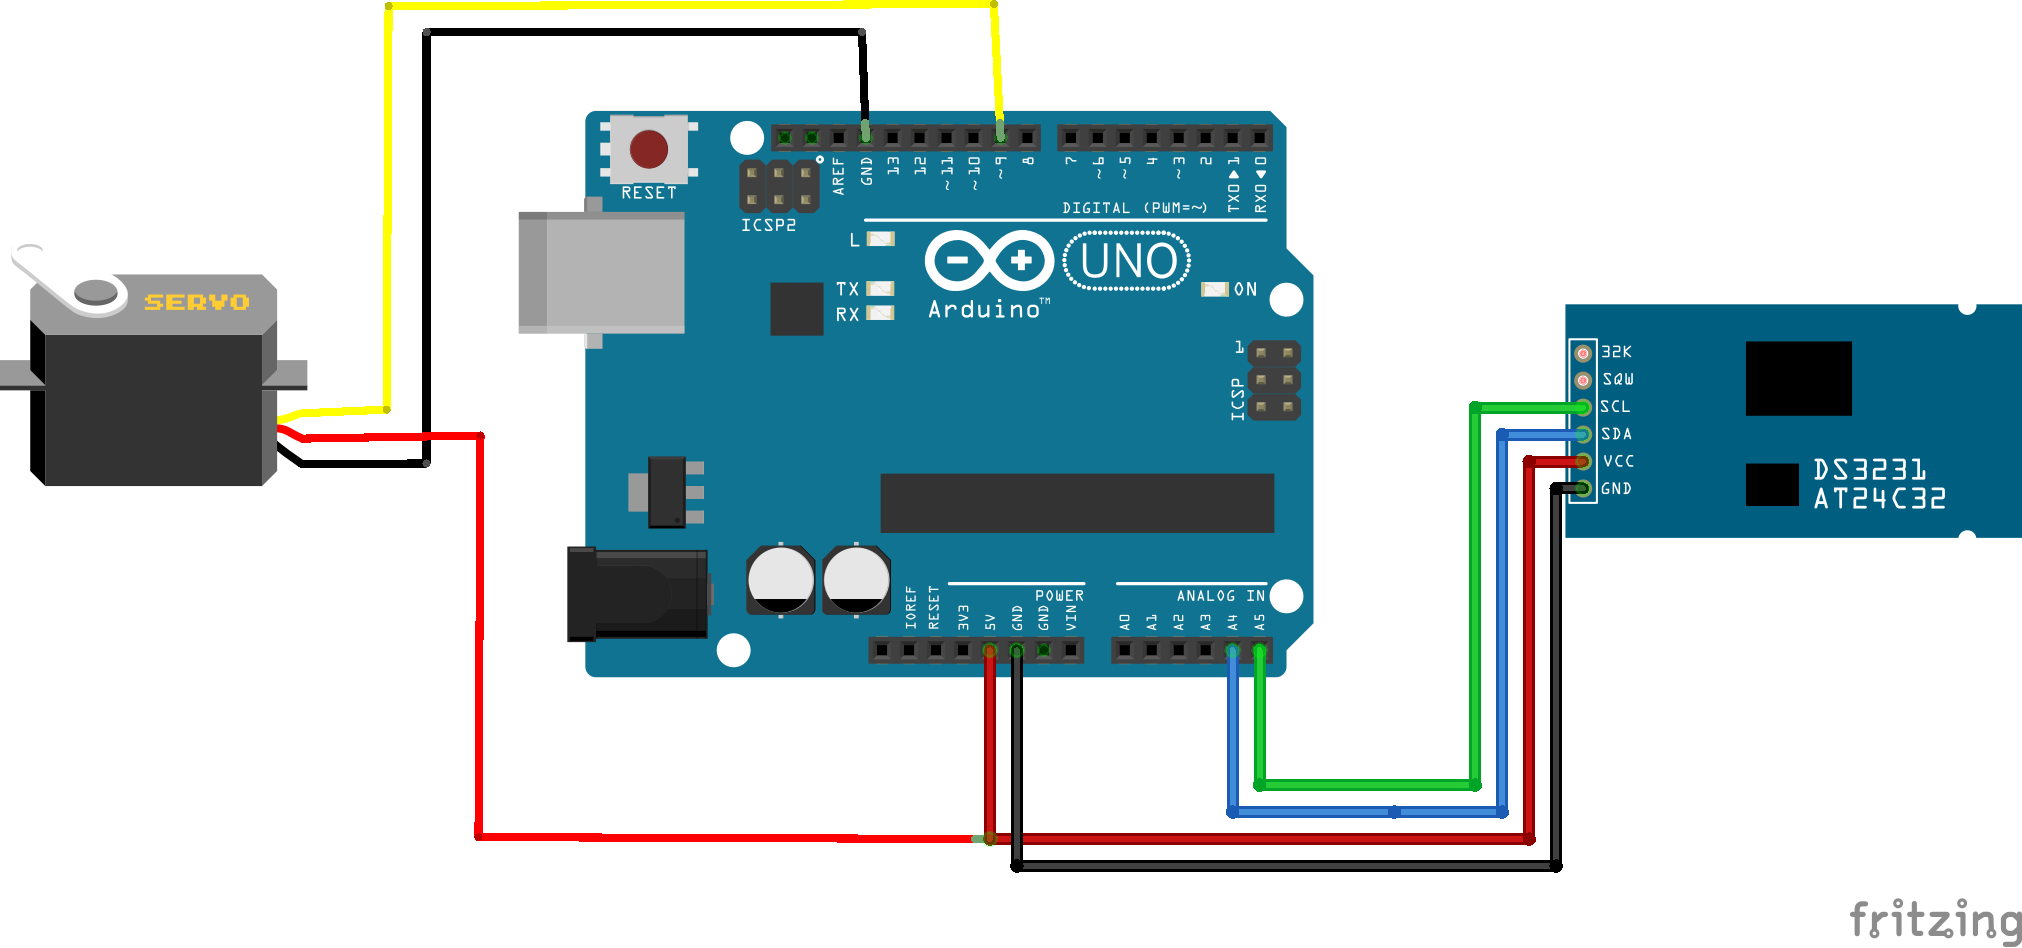 RESET
ICSP2
AREF
GND
13
12
~11
~10
~9
8
7
~6
~5
4
~3
2
TX0 ▶ 1
RX0 ◀ 0
DIGITAL (PWM=~)
L
TX
RX
Arduino™
UNO
ON
1
ICSP
SERVO
32K
SQW
SCL
SDA
VCC
GND
DS3231
AT24C32
POWER
ANALOG IN
IOREF
RESET
3V3
5V
GND
GND
VIN
A0
A1
A2
A3
A4
A5
fritzing